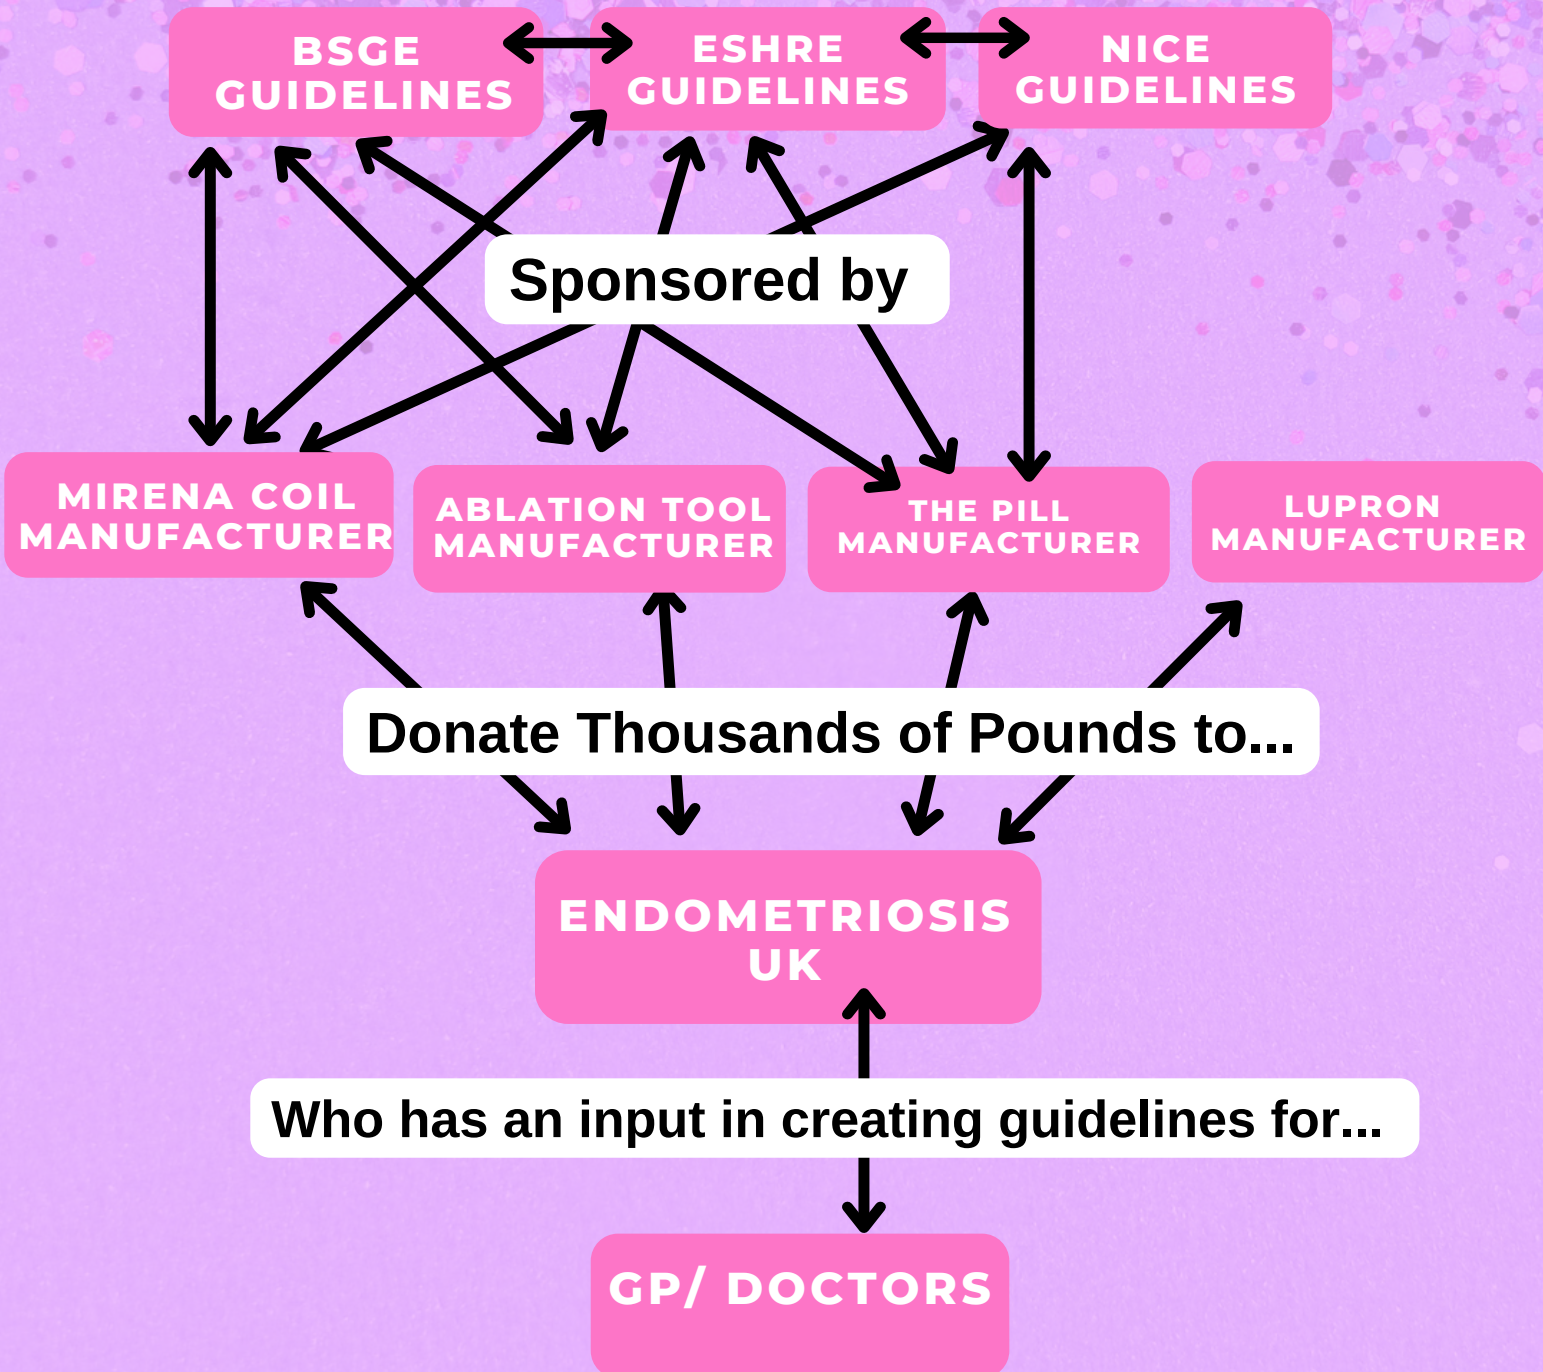 BSGE
GUIDELINES
ESHRE
GUIDELINES
NICE
GUIDELINES
Sponsored by
MIRENA COIL
MANUFACTURER
ABLATION TOOL
MANUFACTURER
THE PILL
MANUFACTURER
LUPRON
MANUFACTURER
Donate Thousands of Pounds to...
ENDOMETRIOSIS
UK
Who has an input in creating guidelines for...
GP/ DOCTORS